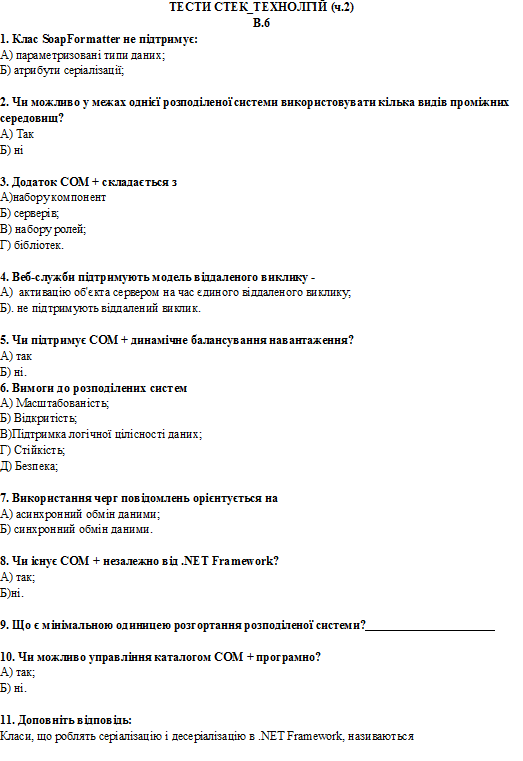 ТЕСТИ СТЕК_ТЕХНОЛГІЙ (ч.2)
В.6
1. Клас SoapFormatter не підтримує:
А) параметризовані типи даних;
Б) атрибути серіалізації;
2. Чи можливо у межах однієї розподіленої системи використовувати кілька видів проміжних
середовищ?
А) Так
Б) ні
3. Додаток COM + складається з
А)набору компонент
Б) серверів;
В) набору ролей;
Г) бібліотек.
4. Веб-служби підтримують модель віддаленого виклику -
А)  активацію об'єкта сервером на час єдиного віддаленого виклику;
Б). не підтримують віддалений виклик.
5. Чи підтримує COM + динамічне балансування навантаження?
А) так
Б) ні.
6. Вимоги до розподілених систем
А) Масштабованість;
Б) Відкритість;
В)Підтримка логічної цілісності даних;
Г) Стійкість;
Д) Безпека;
7. Використання черг повідомлень орієнтується на
А) асинхронний обмін даними;
Б) синхронний обмін даними.
8. Чи існує COM + незалежно від .NET Framework?
А) так;
Б)ні.
9. Що є мінімальною одиницею розгортання розподіленої системи?______________________
10. Чи можливо управління каталогом COM + програмно?
А) так;
Б) ні.
11. Доповніть відповідь:
Класи, що роблять серіалізацію і десеріалізацію в .NET Framework, називаються